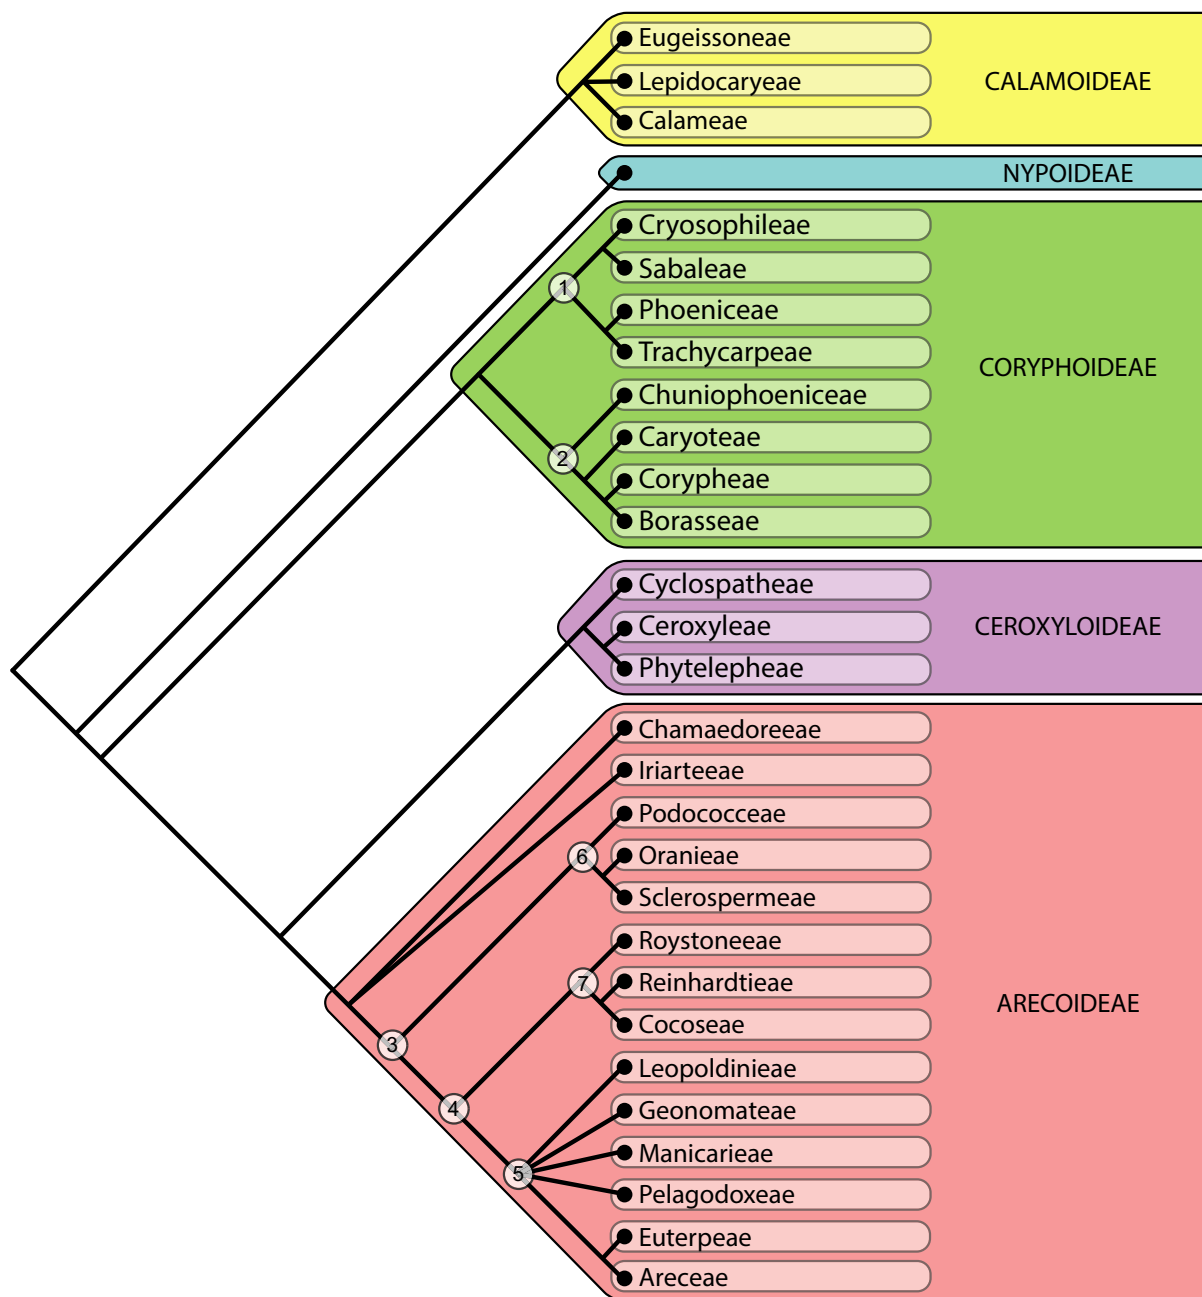 Eugeissoneae
Lepidocaryeae
CALAMOIDEAE
Calameae
NYPOIDEAE
Cryosophileae
Sabaleae
1
Phoeniceae
Trachycarpeae
CORYPHOIDEAE
Chuniophoeniceae
Caryoteae
2
Corypheae
Borasseae
Cyclospatheae
Ceroxyleae
CEROXYLOIDEAE
Phytelepheae
Chamaedoreeae
Iriarteeae
Podococceae
6
Oranieae
Sclerospermeae
Roystoneeae
7
Reinhardtieae
ARECOIDEAE
Cocoseae
3
Leopoldinieae
4
Geonomateae
Manicarieae
5
Pelagodoxeae
Euterpeae
Areceae